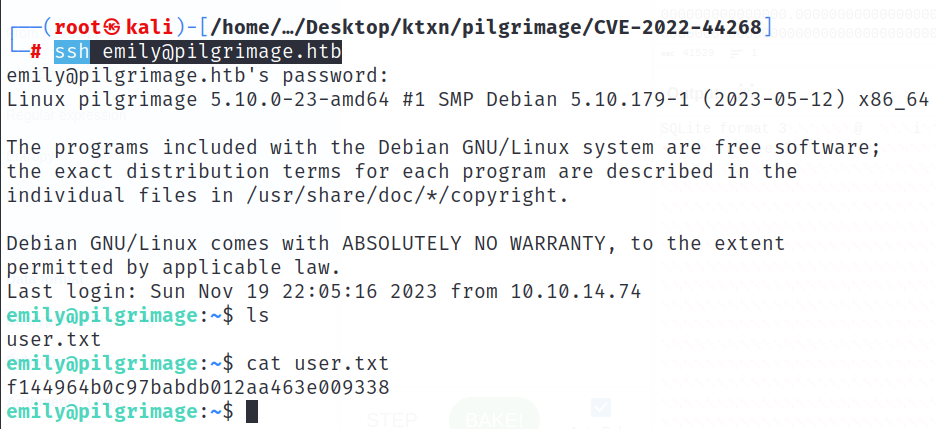 (root㉿kali)-[/home/…/Desktop/ktxn/pilgrimage/CVE-2022-44268]
# ssh emily@pilgrimage.htb
emily@pilgrimage.htb's password:
Linux pilgrimage 5.10.0-23-amd64 #1 SMP Debian 5.10.179-1 (2023-05-12) x86_64
The programs included with the Debian GNU/Linux system are free software;
the exact distribution terms for each program are described in the
individual files in /usr/share/doc/*/copyright.
Debian GNU/Linux comes with ABSOLUTELY NO WARRANTY, to the extent
permitted by applicable law.
Last login: Sun Nov 19 22:05:16 2023 from 10.10.14.74
emily@pilgrimage:~$ ls
user.txt
emily@pilgrimage:~$ cat user.txt
f144964b0c97babdb012aa463e009338
emily@pilgrimage:~$
STEP
BAKE!
SQLite format 3